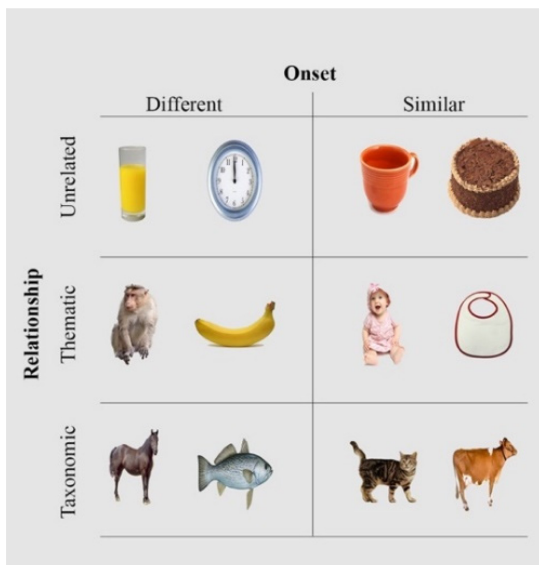 Onset
Different Similar
Relationship
Unrelated
Thematic
Taxonomic